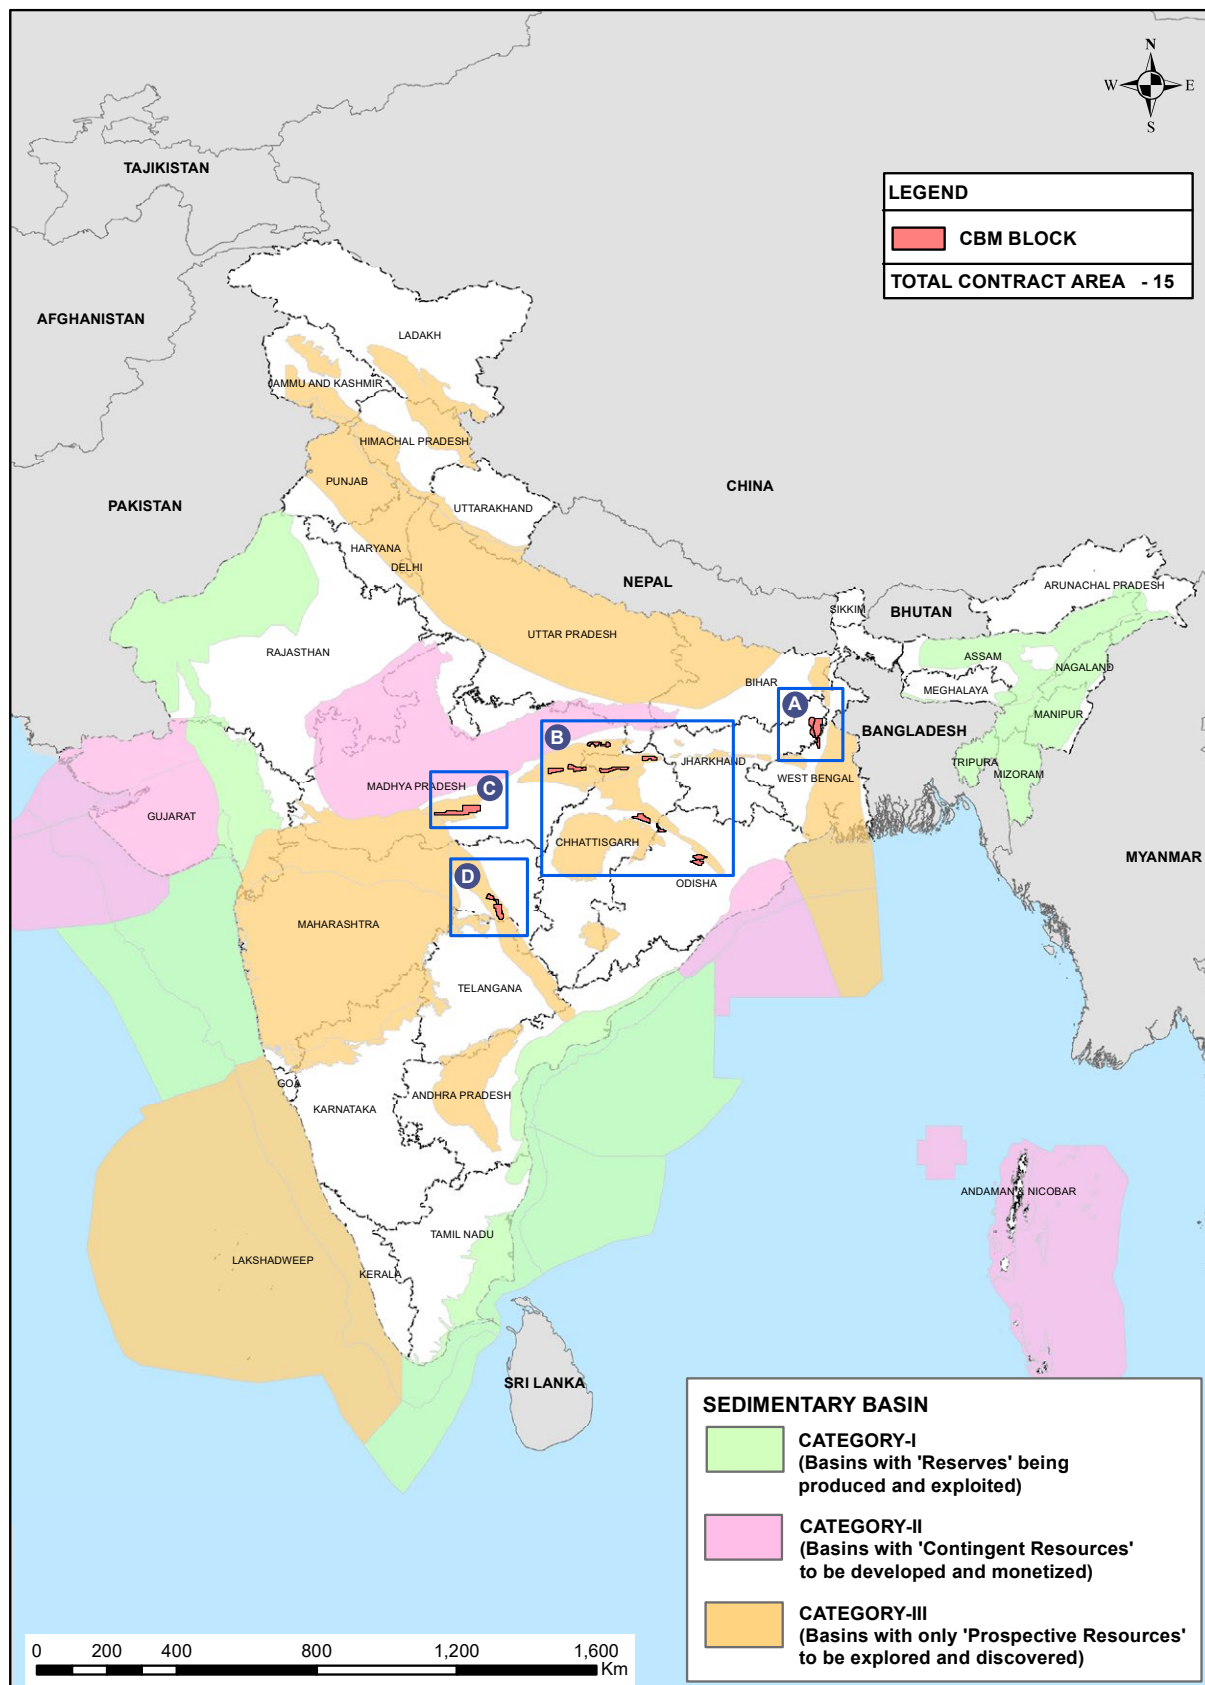 N
W E
S
TAJIKISTAN
LEGEND
CBM BLOCK
TOTAL CONTRACT AREA - 15
AFGHANISTAN
LADAKH
JAMMU AND KASHMIR
HIMACHAL PRADESH
PUNJAB
CHINA
PAKISTAN
UTTARAKHAND
HARYANA
DELHI
NEPAL
ARUNACHAL PRADESH
SIKKIM
BHUTAN
UTTAR PRADESH
RAJASTHAN
ASSAM
NAGALAND
BIHAR
MEGHALAYA
A
MANIPUR
BANGLADESH
B
JHARKHAND
TRIPURA
MIZORAM
WEST BENGAL
MADHYA PRADESH
C
GUJARAT
CHHATTISGARH
MYANMAR
D
ODISHA
MAHARASHTRA
TELANGANA
GOA
ANDHRA PRADESH
KARNATAKA
ANDAMAN & NICOBAR
TAMIL NADU
LAKSHADWEEP
KERALA
SRI LANKA
SEDIMENTARY BASIN
CATEGORY-I
(Basins with 'Reserves' being
produced and exploited)
CATEGORY-II
(Basins with 'Contingent Resources'
to be developed and monetized)
CATEGORY-III
(Basins with only 'Prospective Resources'
to be explored and discovered)
0 200 400 800 1,200 1,600
Km